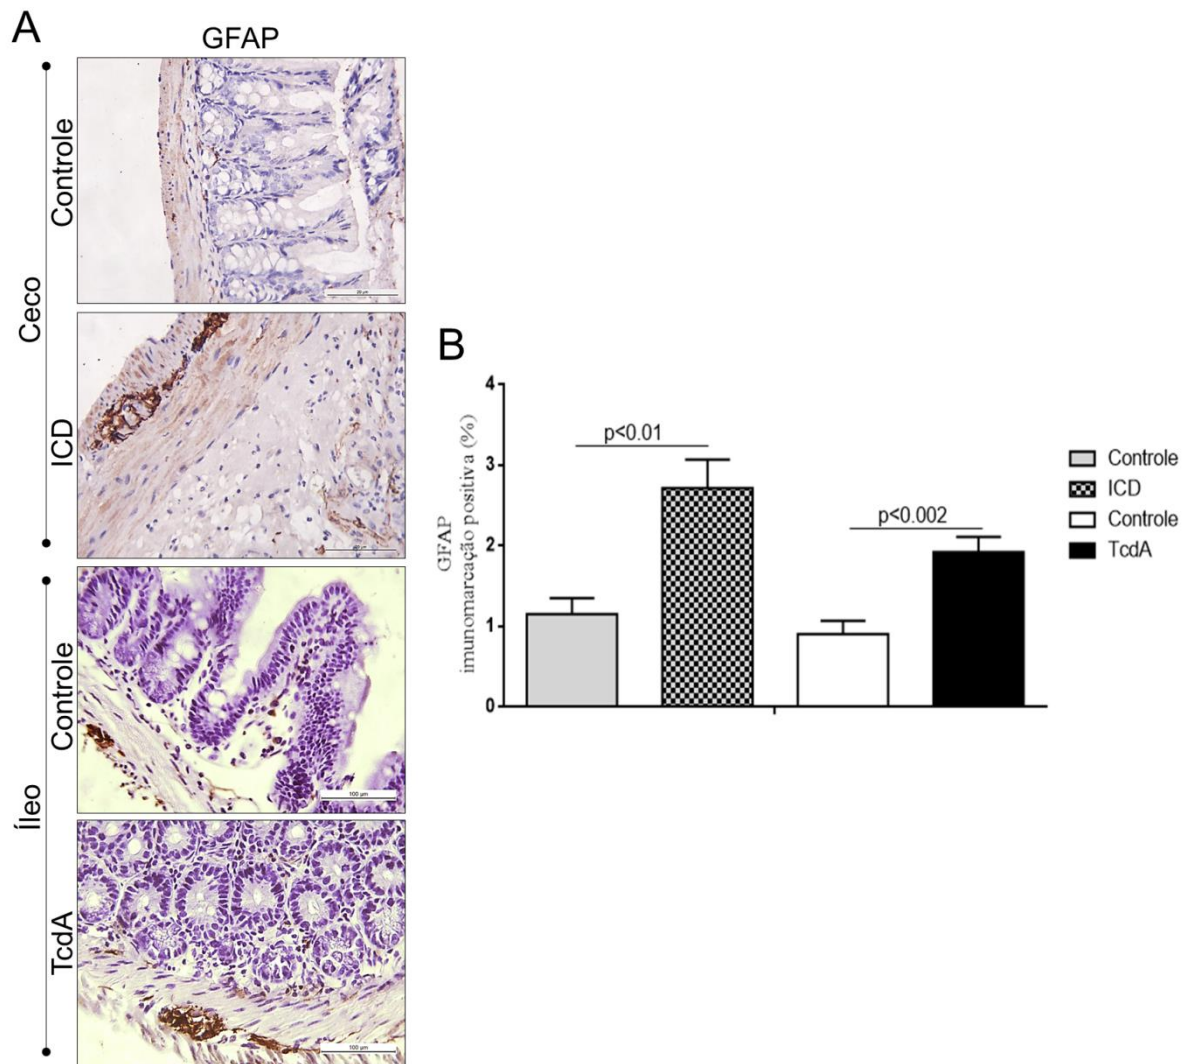 A
GFAP
Ceco
Controle
ICD
Íleo
Controle
100 µm
TcdA
100 µm
B
GFAP
imunomarcação positiva (%)
4
3
2
1
0
p<0.01
p<0.002
Controle
ICD
Controle
TcdA